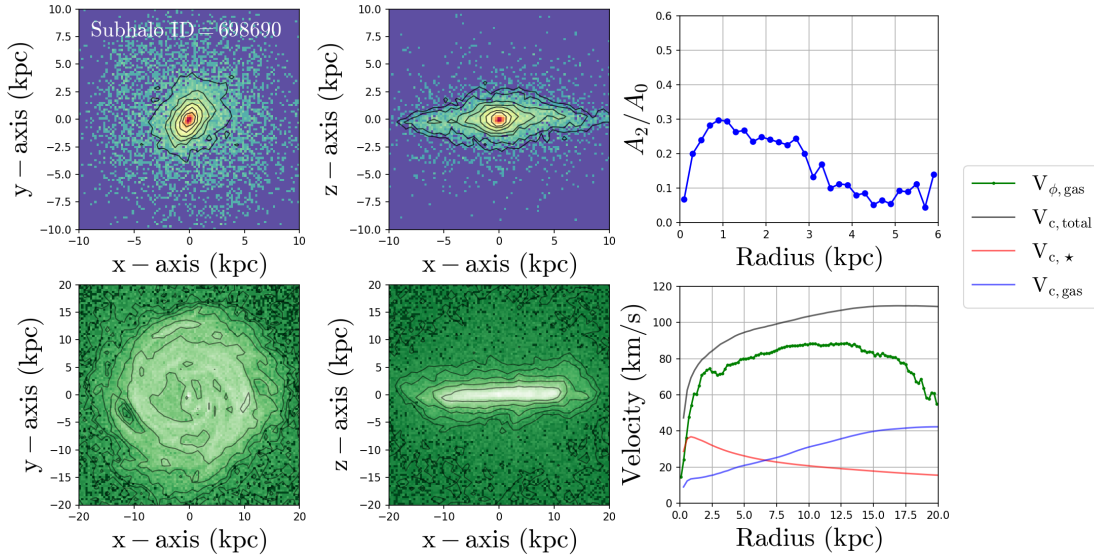 Subhalo ID = 698690
y − axis (kpc)
10.0
7.5
5.0
2.5
0.0
−2.5
−5.0
−7.5
−10.0
−10 −5 0 5 10
x − axis (kpc)
z − axis (kpc)
10.0
7.5
5.0
2.5
0.0
−2.5
−5.0
−7.5
−10.0
−10 −5 0 5 10
x − axis (kpc)
A₂/A₀
0.6
0.5
0.4
0.3
0.2
0.1
0.0
0 1 2 3 4 5 6
Radius (kpc)
V_ϕ, gas
V_c, total
V_c, ⋆
V_c, gas
y − axis (kpc)
20
15
10
5
0
−5
−10
−15
−20
−20 −10 0 10 20
x − axis (kpc)
z − axis (kpc)
20
15
10
5
0
−5
−10
−15
−20
−20 −10 0 10 20
x − axis (kpc)
Velocity (km/s)
120
100
80
60
40
20
0
0.0 2.5 5.0 7.5 10.0 12.5 15.0 17.5 20.0
Radius (kpc)